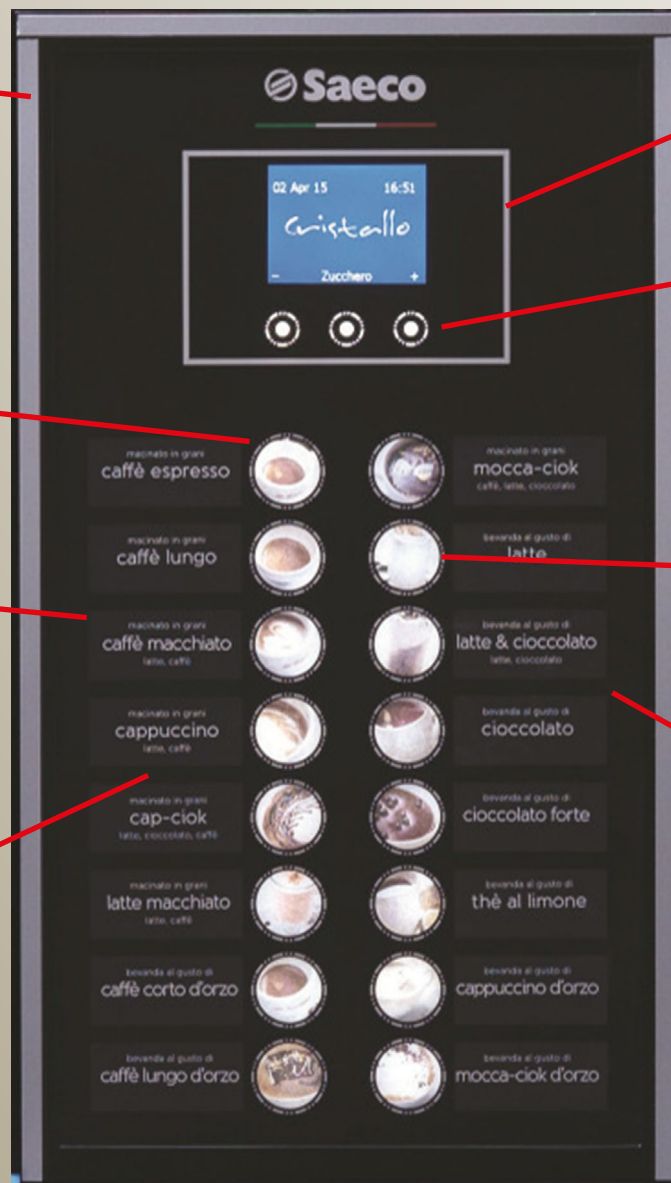 Saeco
02 Apr 15 16:51
Cristallo
- Zucchero +
macinato in grani
caffè espresso
macinato in grani
caffè lungo
macinato in grani
caffè macchiato
latte, caffè
macinato in grani
cappuccino
latte, caffè
macinato in grani
cap-ciok
latte, cioccolato, caffè
macinato in grani
latte macchiato
latte, caffè
bevanda al gusto di
caffè corto d'orzo
bevanda al gusto di
caffè lungo d'orzo
macinato in grani
mocca-ciok
caffè, latte, cioccolato
bevanda al gusto di
latte
bevanda al gusto di
latte & cioccolato
latte, cioccolato
bevanda al gusto di
cioccolato
bevanda al gusto di
cioccolato forte
bevanda al gusto di
thè al limone
bevanda al gusto di
cappuccino d'orzo
bevanda al gusto di
mocca-ciok d'orzo